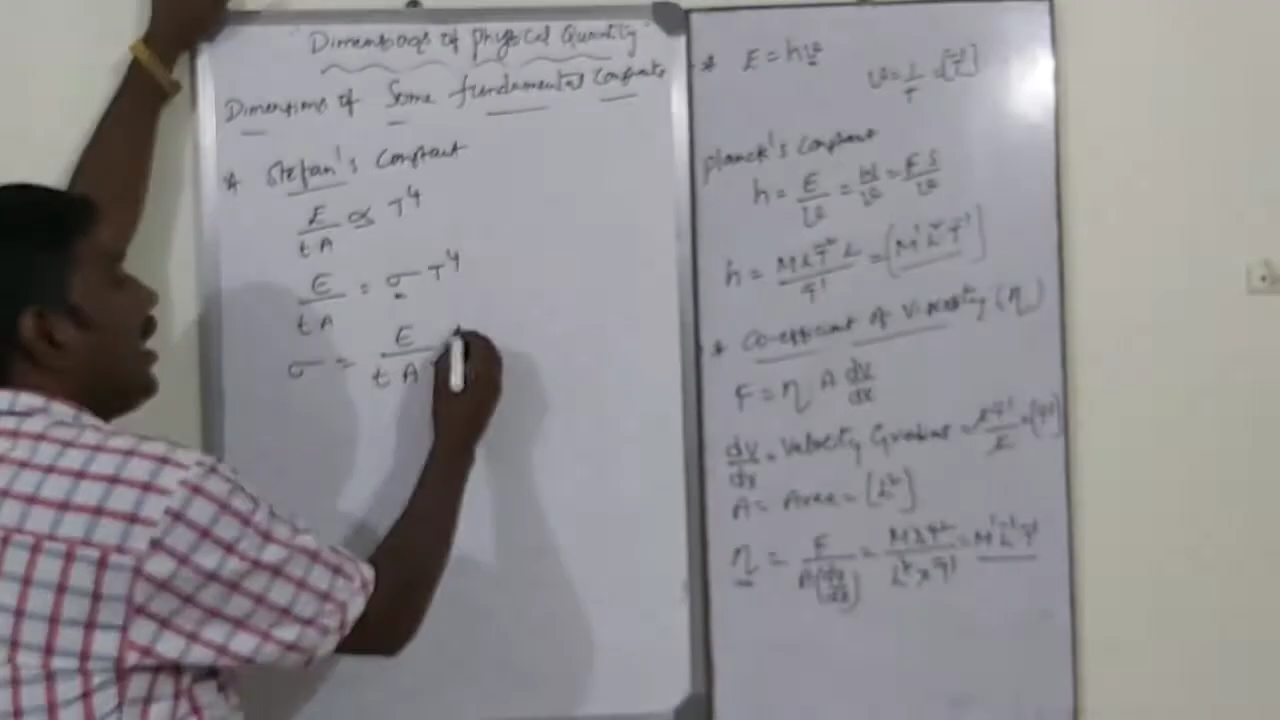 Dimensions of Physical Quantity
Dimensions of Some fundamental Constants
* Stefan's Constant
E/tA ∝ T⁴
E/tA = σ T⁴
σ = E/tA
* E = hν
ν = 1/T = [T⁻¹]
Planck's Constant
h = E/ν = W/ν = F S/ν
h = MLT⁻² L/T⁻¹ = [M¹L²T⁻¹]
* Co-efficient of Viscosity (η)
F = η A dv/dx
dv/dx = Velocity Gradient = LT⁻¹/L = [T⁻¹]
A = Area = [L²]
η = F/A(dv/dx) = MLT⁻²/L² x T⁻¹ = M¹L⁻¹T⁻¹